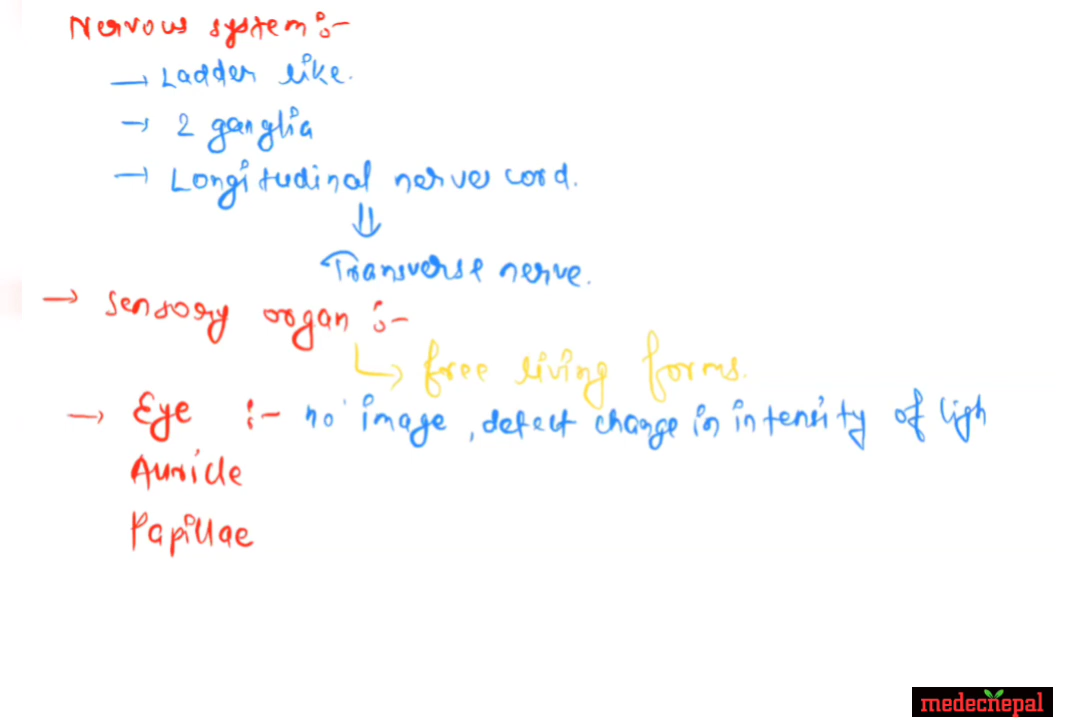 Nervous system :-
→ Ladder like.
→ 2 ganglia
→ Longitudinal nerve cord.
⇓
Transverse nerve.
→ Sensory organ :-
↳ free living forms.
→ Eye :- no image, detect change in intensity of ligh
Auricle
Papillae
medecnepal